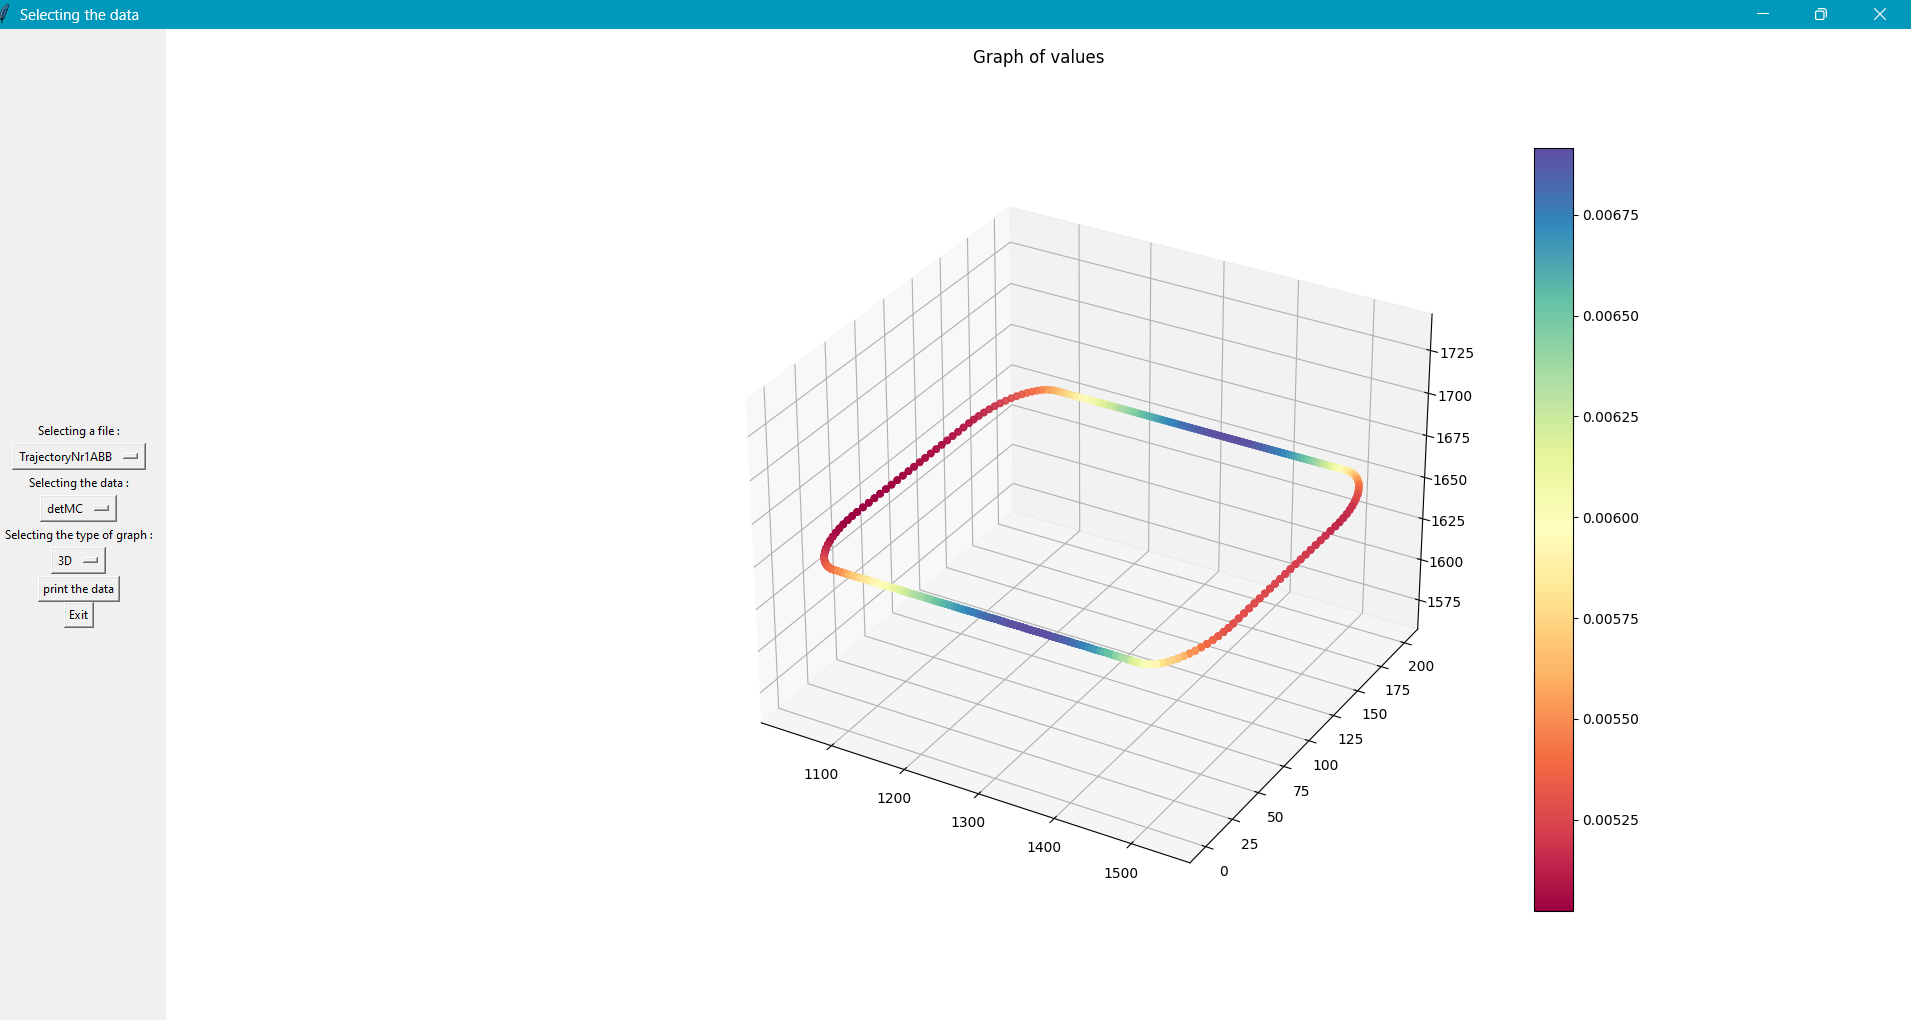 Selecting the data
Graph of values
Selecting a file :
TrajectoryNr1ABB
Selecting the data :
detMC
Selecting the type of graph :
3D
print the data
Exit
1725
1700
1675
1650
1625
1600
1575
200
175
150
125
100
75
50
25
0
1100
1200
1300
1400
1500
0.00675
0.00650
0.00625
0.00600
0.00575
0.00550
0.00525